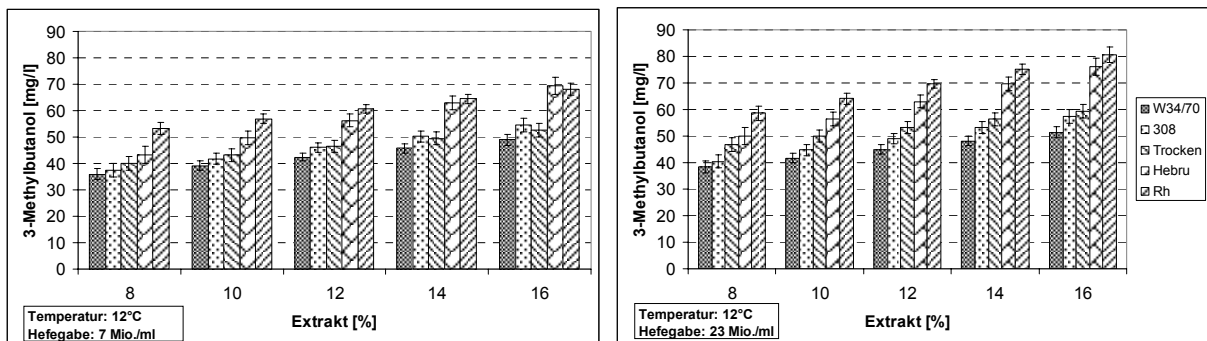 3-Methylbutanol [mg/l]
90
80
70
60
50
40
30
20
10
0
8 10 12 14 16
Extrakt [%]
Temperatur: 12°C
Hefegabe: 7 Mio./ml
3-Methylbutanol [mg/l]
90
80
70
60
50
40
30
20
10
0
8 10 12 14 16
Extrakt [%]
Temperatur: 12°C
Hefegabe: 23 Mio./ml
W34/70
308
Trocken
Hebru
Rh